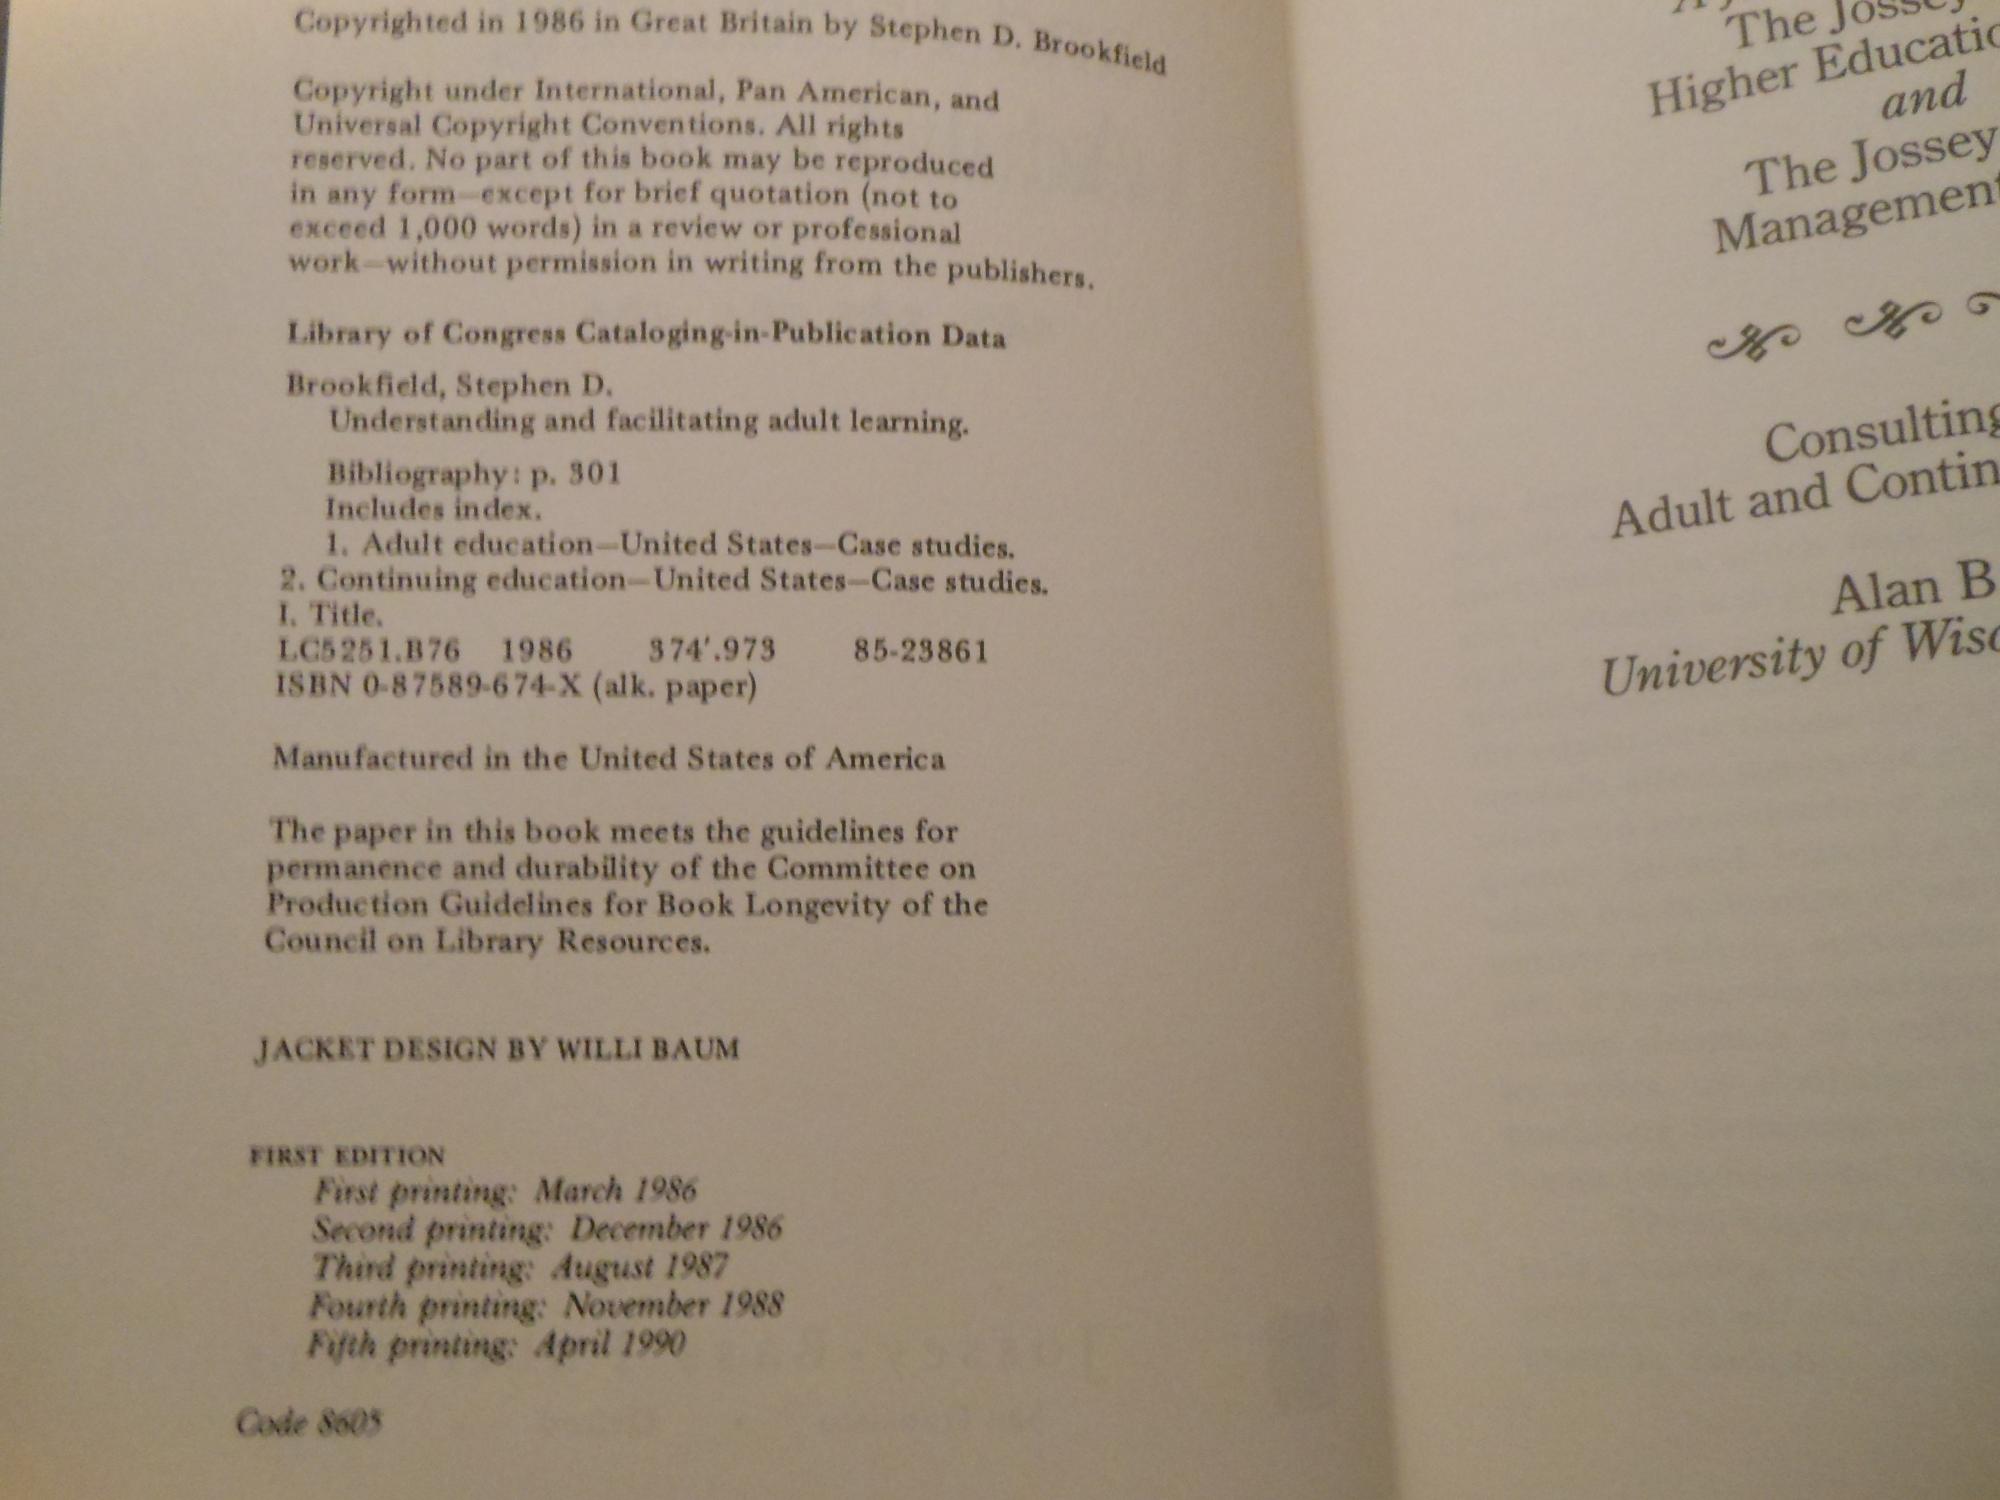 Copyrighted in 1986 in Great Britain by Stephen D. Brookfield
Copyright under International, Pan American, and
Universal Copyright Conventions. All rights
reserved. No part of this book may be reproduced
in any form—except for brief quotation (not to
exceed 1,000 words) in a review or professional
work—without permission in writing from the publishers.
Library of Congress Cataloging-in-Publication Data
Brookfield, Stephen D.
Understanding and facilitating adult learning.
Bibliography: p. 301
Includes index.
1. Adult education—United States—Case studies.
2. Continuing education—United States—Case studies.
I. Title.
LC5251.B76 1986 374'.973 85-23861
ISBN 0-87589-674-X (alk. paper)
Manufactured in the United States of America
The paper in this book meets the guidelines for
permanence and durability of the Committee on
Production Guidelines for Book Longevity of the
Council on Library Resources.
JACKET DESIGN BY WILLI BAUM
FIRST EDITION
First printing: March 1986
Second printing: December 1986
Third printing: August 1987
Fourth printing: November 1988
Fifth printing: April 1990
Code 8605
The Jossey
Higher Educatio
and
The Jossey
Management
Consulting
Adult and Contin
Alan B
University of Wisc